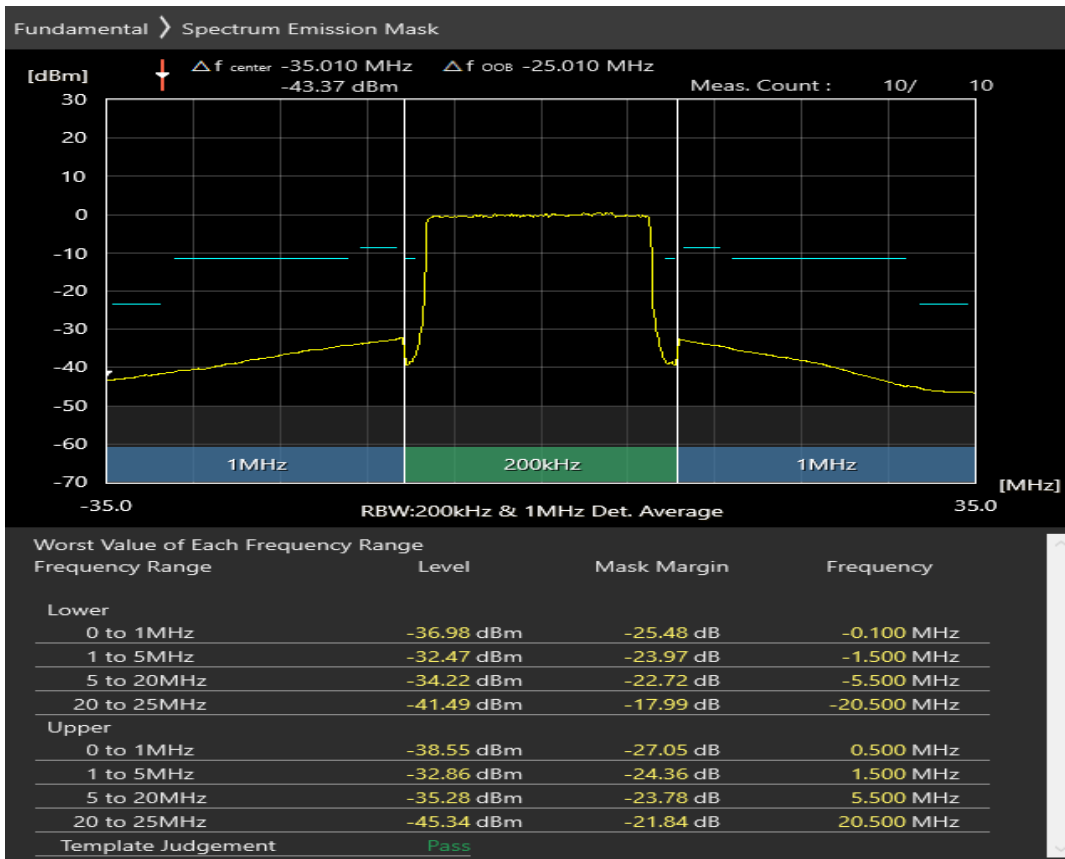 Fundamental ❯ Spectrum Emission Mask
[dBm] Δf center -35.010 MHz Δf OOB -25.010 MHz
-43.37 dBm Meas. Count : 10/ 10
30
20
10
0
-10
-20
-30
-40
-50
-60
1MHz 200kHz 1MHz
-70
[MHz]
-35.0 RBW:200kHz & 1MHz Det. Average 35.0
Worst Value of Each Frequency Range
Frequency Range Level Mask Margin Frequency
Lower
0 to 1MHz -36.98 dBm -25.48 dB -0.100 MHz
1 to 5MHz -32.47 dBm -23.97 dB -1.500 MHz
5 to 20MHz -34.22 dBm -22.72 dB -5.500 MHz
20 to 25MHz -41.49 dBm -17.99 dB -20.500 MHz
Upper
0 to 1MHz -38.55 dBm -27.05 dB 0.500 MHz
1 to 5MHz -32.86 dBm -24.36 dB 1.500 MHz
5 to 20MHz -35.28 dBm -23.78 dB 5.500 MHz
20 to 25MHz -45.34 dBm -21.84 dB 20.500 MHz
Template Judgement Pass